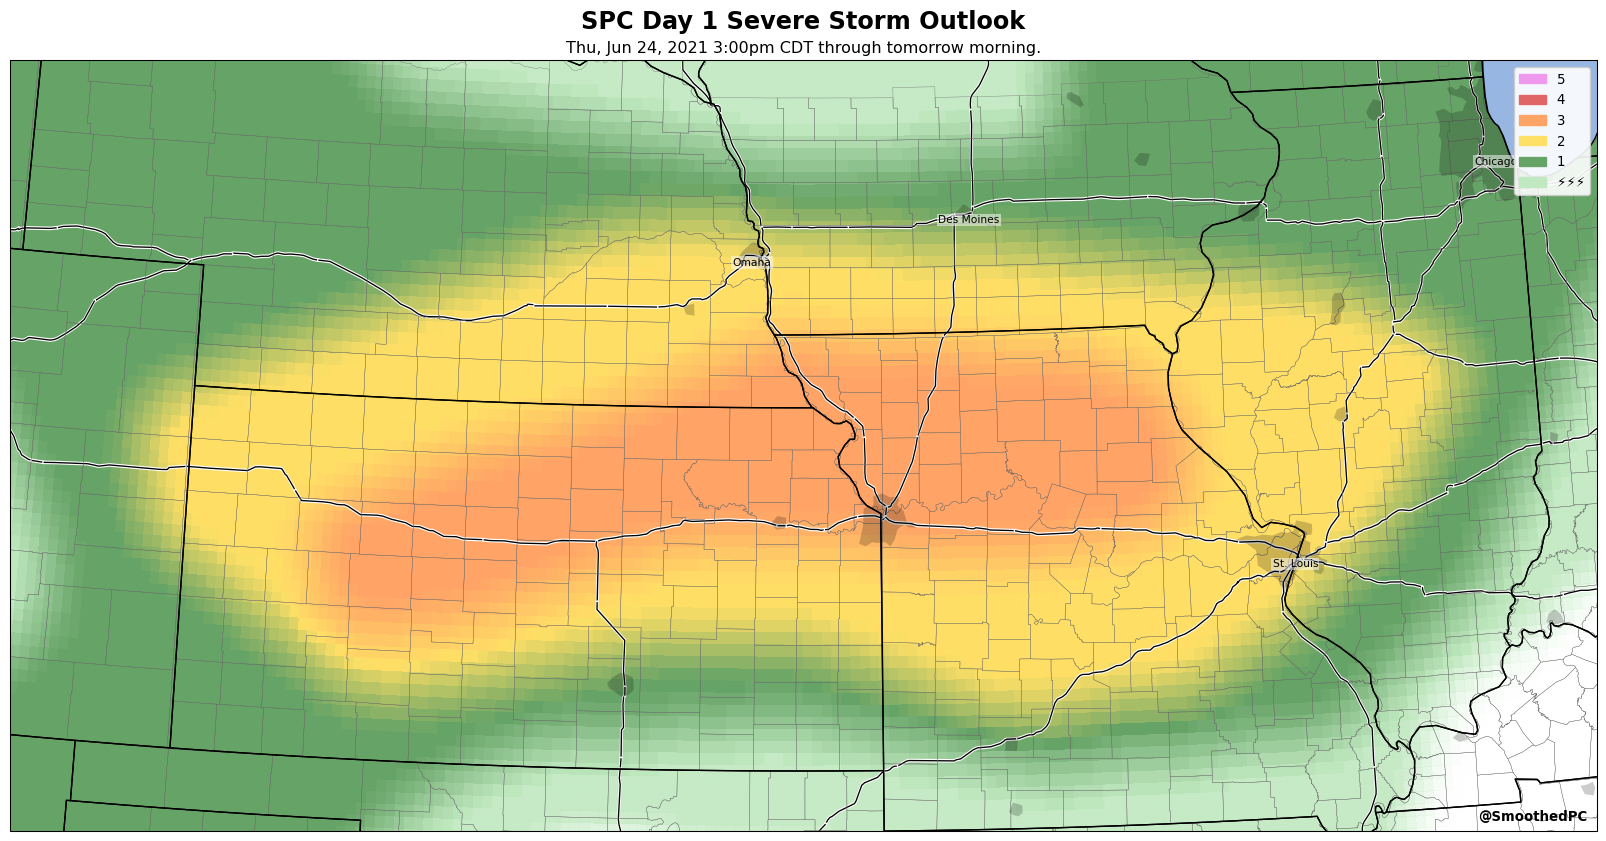 SPC Day 1 Severe Storm Outlook
Thu, Jun 24, 2021 3:00pm CDT through tomorrow morning.
5
4
3
2
1
⚡⚡⚡
Chicago
Des Moines
Omaha
St. Louis
@SmoothedPC